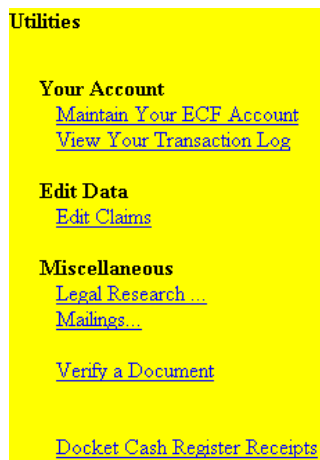 Utilities
Your Account
Maintain Your ECF Account
View Your Transaction Log
Edit Data
Edit Claims
Miscellaneous
Legal Research ...
Mailings...
Verify a Document
Docket Cash Register Receipts